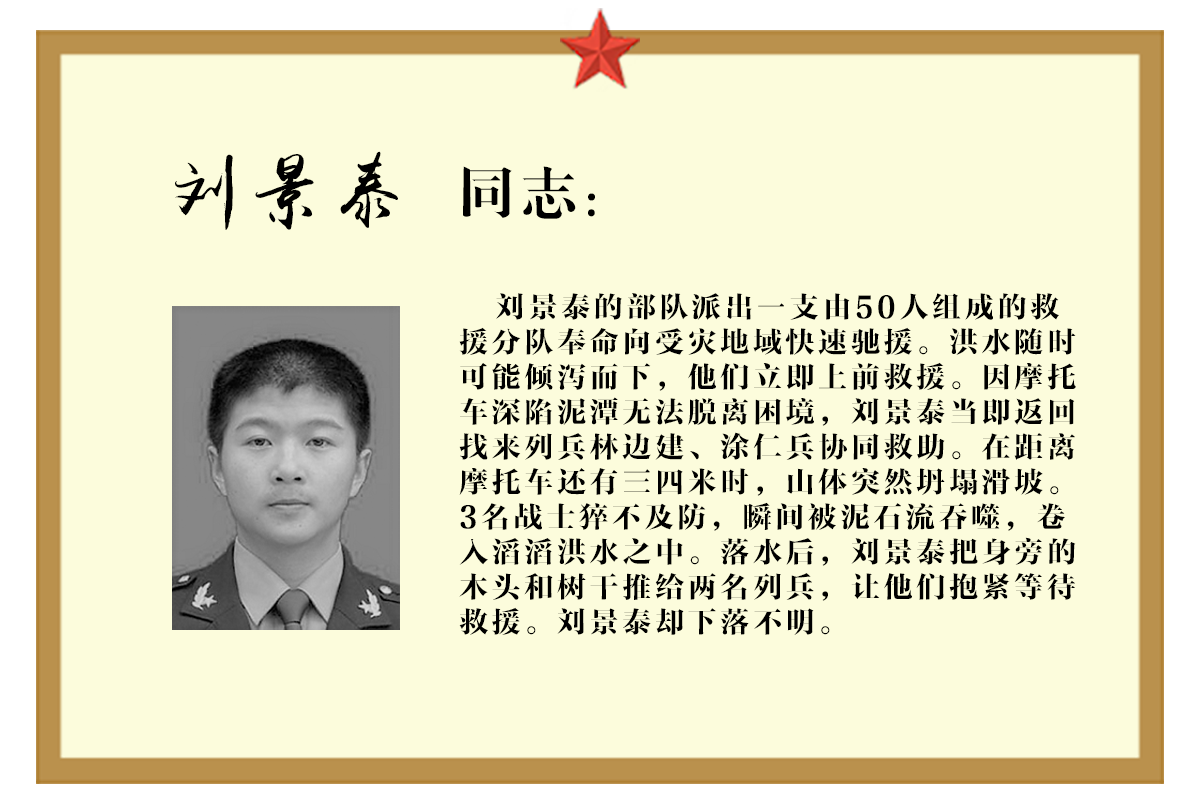 刘景泰 同志：
刘景泰的部队派出一支由50人组成的救
援分队奉命向受灾地域快速驰援。洪水随时
可能倾泻而下，他们立即上前救援。因摩托
车深陷泥潭无法脱离困境，刘景泰当即返回
找来列兵林边建、涂仁兵协同救助。在距离
摩托车还有三四米时，山体突然坍塌滑坡。
3名战士猝不及防，瞬间被泥石流吞噬，卷
入滔滔洪水之中。落水后，刘景泰把身旁的
木头和树干推给两名列兵，让他们抱紧等待
救援。刘景泰却下落不明。